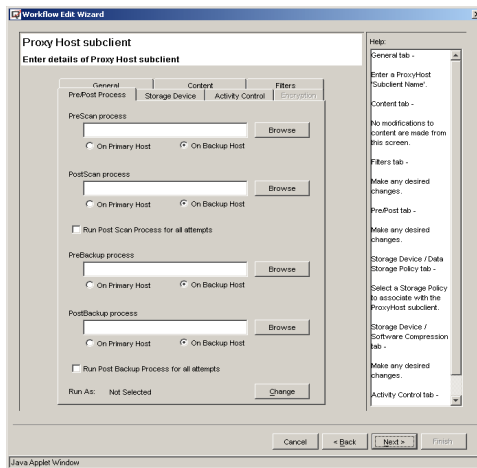 Workflow Edit Wizard
Proxy Host subclient
Enter details of Proxy Host subclient
General Content Filters
Pre/Post Process Storage Device Activity Control Encryption
PreScan process
Browse
On Primary Host On Backup Host
PostScan process
Browse
On Primary Host On Backup Host
Run Post Scan Process for all attempts
PreBackup process
Browse
On Primary Host On Backup Host
PostBackup process
Browse
On Primary Host On Backup Host
Run Post Backup Process for all attempts
Run As: Not Selected Change
Help:
General tab -
Enter a ProxyHost
'Subclient Name'.
Content tab -
No modifications to
content are made from
this screen.
Filters tab -
Make any desired
changes.
Pre/Post tab -
Make any desired
changes.
Storage Device / Data
Storage Policy tab -
Select a Storage Policy
to associate with the
ProxyHost subclient.
Storage Device /
Software Compression
tab -
Make any desired
changes.
Activity Control tab -
Cancel < Back Next > Finish
Java Applet Window